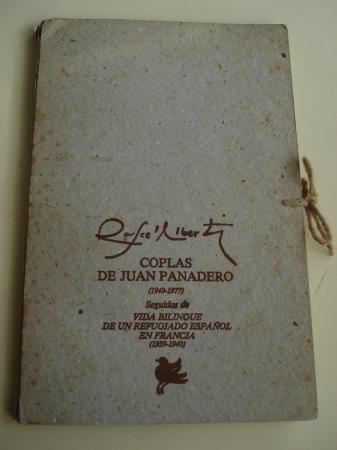 Rafael Alberti
COPLAS
DE JUAN PANADERO
(1949-1977)
Seguidas de
VIDA BILINGUE
DE UN REFUGIADO ESPAÑOL
EN FRANCIA
(1939-1940)